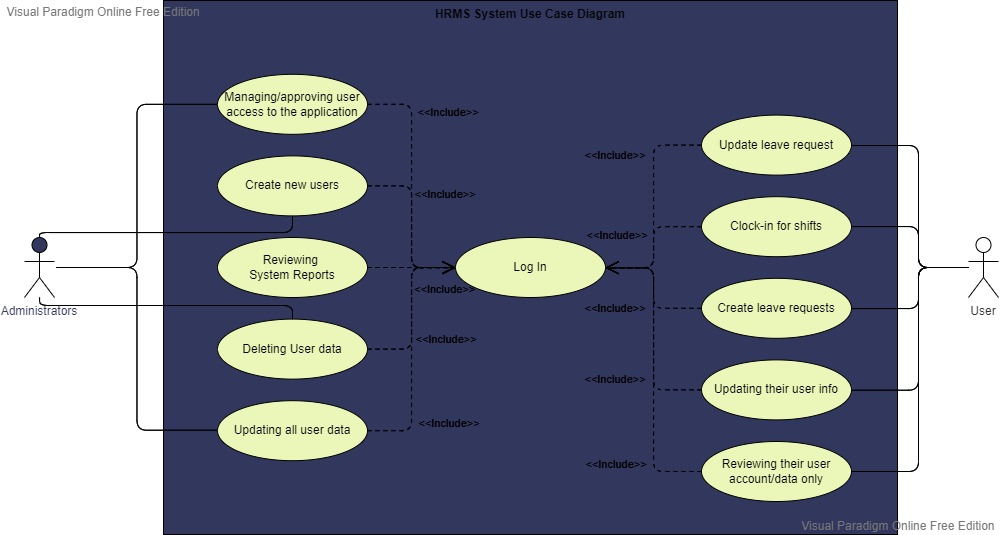 Visual Paradigm Online Free Edition
HRMS System Use Case Diagram
Managing/approving user
access to the application
<<Include>>
Update leave request
<<Include>>
Create new users
<<Include>>
Clock-in for shifts
<<Include>>
Reviewing
System Reports
Log In
<<Include>>
Administrators
Create leave requests
<<Include>>
User
Deleting User data
<<Include>>
Updating their user info
<<Include>>
Updating all user data
<<Include>>
Reviewing their user
account/data only
<<Include>>
Visual Paradigm Online Free Edition